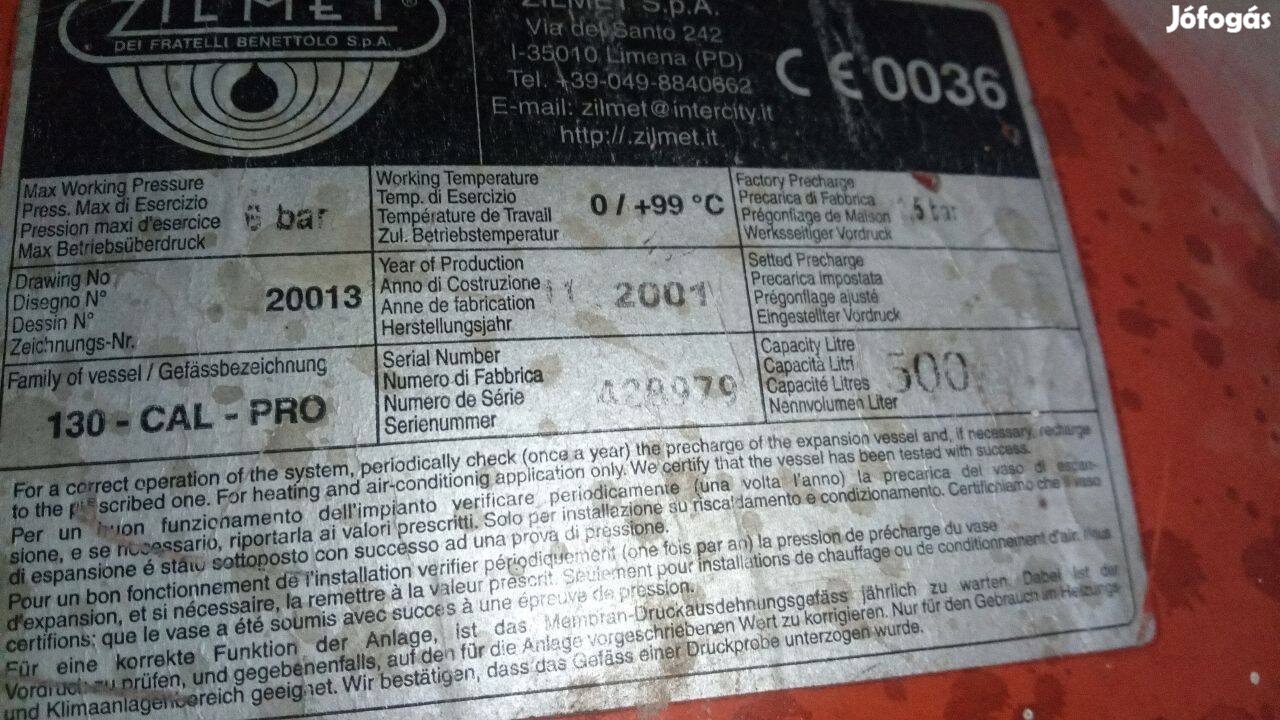 Jófogás
ZILMET®
DEI FRATELLI BENETTOLO S.p.A.
ZILMET S.p.A.
Via del Santo 242
I-35010 Limena (PD)
Tel. +39-049-8840662
E-mail: zilmet@intercity.it
http://.zilmet.it
CE 0036
Max Working Pressure
Press. Max di Esercizio
Pression maxi d'esercice
Max Betriebsüberdruck
bar
Working Temperature
Temp. di Esercizio
Température de Travail
Zul. Betriebstemperatur
0 / +99 °C
Factory Precharge
Precarica di Fabbrica
Prégonflage de Maison
Werksseitiger Vordruck
5 bar
Drawing No
Disegno N°
Dessin N°
Zeichnungs-Nr.
20013
Year of Production
Anno di Costruzione
Anne de fabrication
Herstellungsjahr
11 2001
Setted Precharge
Precarica impostata
Prégonflage ajusté
Eingestellter Vordruck
Family of vessel / Gefässbezeichnung
130 - CAL - PRO
Serial Number
Numero di Fabbrica
Numero de Série
Serienummer
428979
Capacity Litre
Capacità Litri
Capacité Litres
Nennvolumen Liter
500
For a correct operation of the system, periodically check (once a year) the precharge of the expansion vessel and, if necessary, recharge
to the scribed one. For heating and air-conditionig application only. We certify that the vessel has been tested with success.
Per un buon funzionamento dell'impianto verificare periodicamente (una volta l'anno) la precarica del vaso di espan-
sione, e se necessario, riportarla ai valori prescritti. Solo per installazione su riscaldamento e condizionamento. Certifichiamo che il vaso
di espansione é stato sottoposto con successo ad una prova di pressione.
Pour un bon fonctionnement de l'installation verifier périodiquement (one fois par an) la pression de précharge du vase
d'expansion, et si nécessaire, la remettre à la valeur prescrit. Seulement pour installations de chauffage ou de conditionnement d'air. Nous
certifions: que le vase a été soumis avec succes à une épreuve de pression.
Für eine korrekte Funktion der Anlage, ist das Membran-Druckausdehnungsgefäss jährlich zu warten. Dabei ist der
Vordruck zu prüfen, und gegebenenfalls, auf den für die Anlage vorgeschriebenen Wert zu korrigieren. Nur für den Gebrauch im Heizungs
und Klimaanlagenbereich geeignet. Wir bestätigen, dass das Gefäss einer Druckprobe unterzogen wurde.